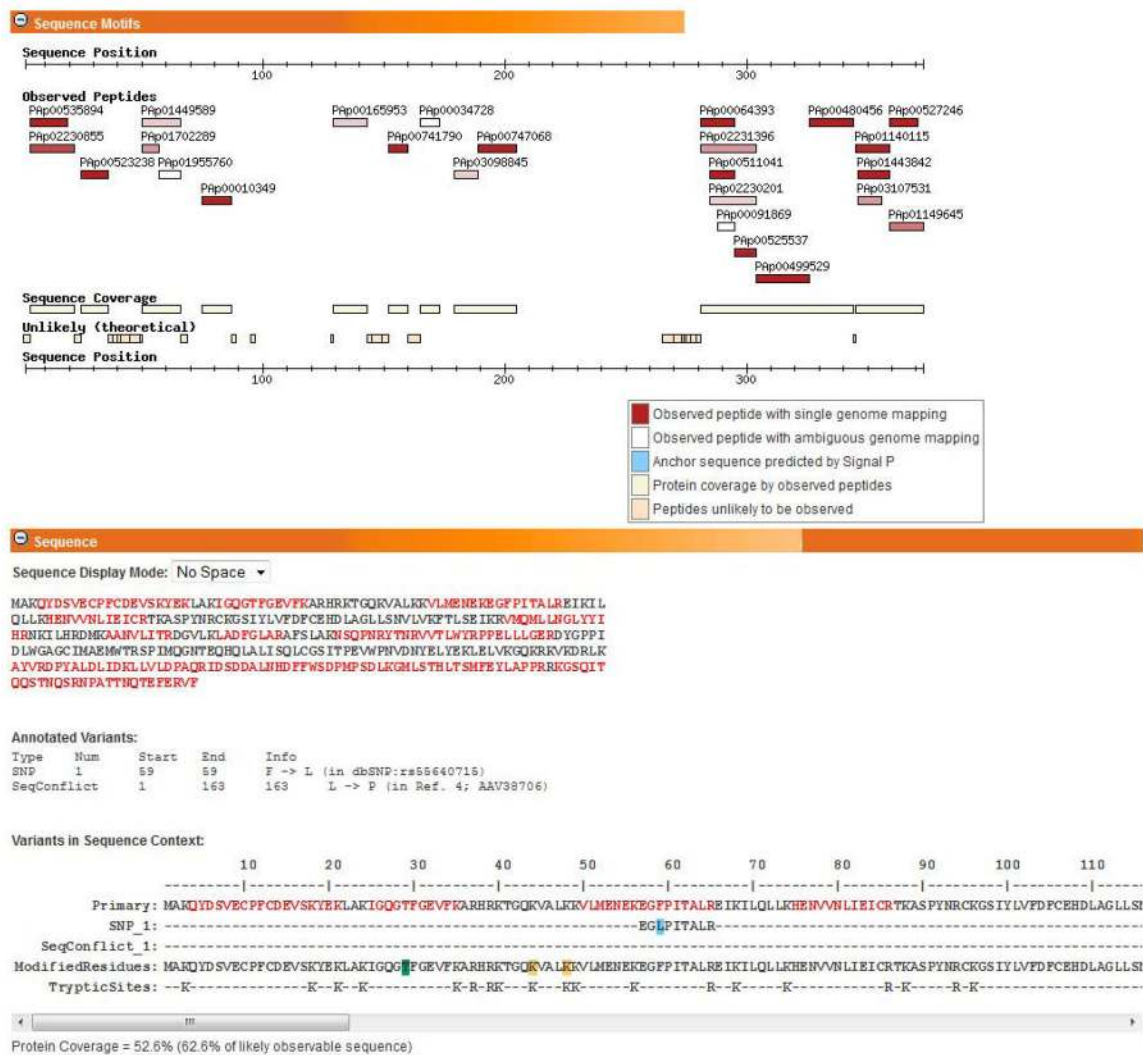 Sequence Motifs
Sequence Position
100 200 300
Observed Peptides
PAp00535894 PAp01449589 PAp00165953 PAp00034728 PAp00064393 PAp00480456 PAp00527246
PAp02230855 PAp01702289 PAp00741790 PAp00747068 PAp02231396 PAp01140115
PAp00523238 PAp01955760 PAp03098845 PAp00511041 PAp01443842
PAp00010349 PAp02230201 PAp03107531
PAp00091869 PAp01149645
PAp00525537
PAp00499529
Sequence Coverage
Unlikely (theoretical)
Sequence Position
100 200 300
Observed peptide with single genome mapping
Observed peptide with ambiguous genome mapping
Anchor sequence predicted by Signal P
Protein coverage by observed peptides
Peptides unlikely to be observed
Sequence
Sequence Display Mode: No Space
MAKQYDSVECPFCDEVSKYEKLAKIGQGTFGEVFKARHRKTGQKVALKKVLMENEKEGFPITALREIKIL
QLLKHENVVNLIEICRTKASPYNRCKGSIYLVFDFCEHDLAGLLSNVLVKFTLSEIKRVMQMLLNGLYYI
HRNKILHRDMKAANVLITRDGVLKLADFGLARAFSLAKNSQPNRYTNRVVTLWYRPPELLLGERDYGPPI
DLWGAGCIMAEMWTRSPIMQGNTEQHQLALISQLCGSITPEVWPNVDNYELYEKLELVKGQKRKVKDRLK
AYVRDPYALDLIDKLLVLDPAQRIDSDDALNHDFFWSDPMPSDLKGMLSTHLTSMFEYLAPPRRKGSQIT
QQSTNQSRNPATTNQTEFERVF
Annotated Variants:
Type Num Start End Info
SNP 1 59 59 F -> L (in dbSNP:rs55640715)
SeqConflict 1 163 163 L -> P (in Ref. 4; AAV38706)
Variants in Sequence Context:
10 20 30 40 50 60 70 80 90 100 110
Primary: MAKQYDSVECPFCDEVSKYEKLAKIGQGTFGEVFKARHRKTGQKVALKKVLMENEKEGFPITALREIKILQLLKHENVVNLIEICRTKASPYNRCKGSIYLVFDFCEHDLAGLLSN
SNP_1: --------------------------------------------------------EGLPITALR---------------------------------------------------
SeqConflict_1: --------------------------------------------------------------------------------------------------------------------
ModifiedResidues: MAKQYDSVECPFCDEVSKYEKLAKIGQGTFGEVFKARHRKTGQKVALKKVLMENEKEGFPITALREIKILQLLKHENVVNLIEICRTKASPYNRCKGSIYLVFDFCEHDLAGLLSN
TrypticSites: --K--------------K--K--K----------K-R-RK---K---KK------K--------R--K-----K-----------R-K-----R-K--------------------
Protein Coverage = 52.6% (62.6% of likely observable sequence)